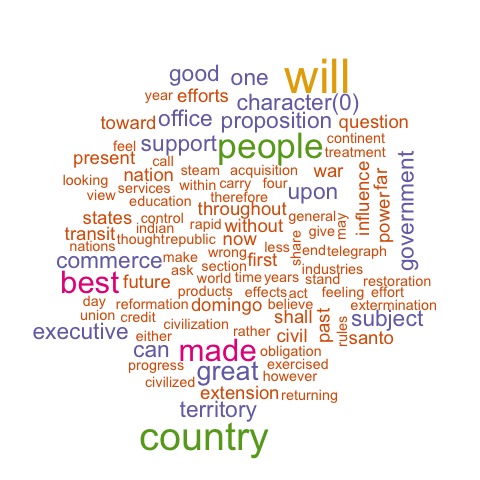 good one will
year efforts character(0)
toward office proposition question
feel support people continent
present call treatment
looking nation steam acquisition war
view services within carry four upon
education therefore influence power far government
states control throughout general
transit indian rapid without share give may
nations thought republic now less end telegraph
commerce make wrong first
best future ask section industries
world time years stand restoration
day products effects act feeling effort
union reformation domingo believe extermination
credit shall subject
executive civilization rather civil past rules santo
either
can made obligation
progress great exercised
civilized however
extension returning
territory
country